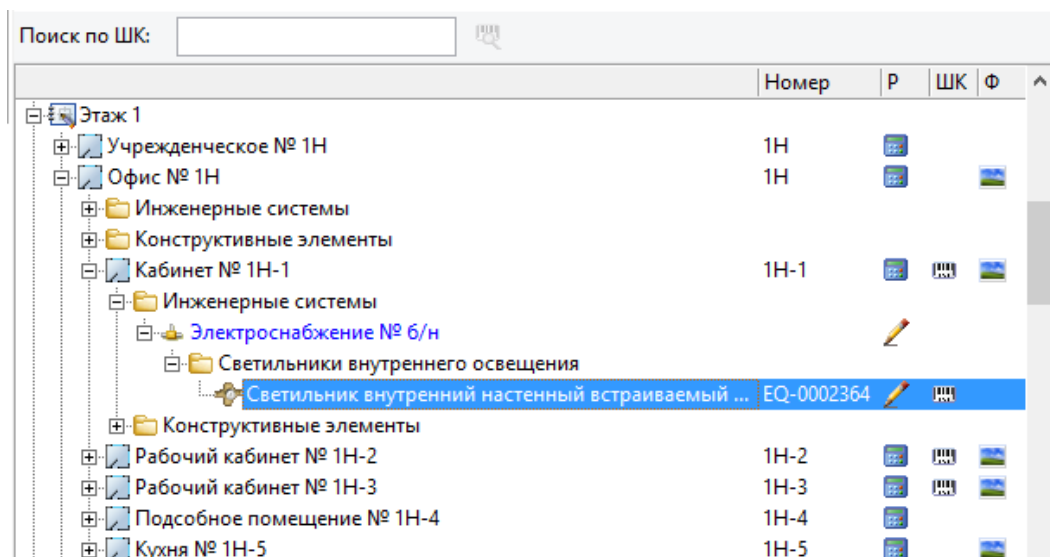 Поиск по ШК:
Номер Р ШК Ф
Этаж 1
Учрежденческое № 1Н 1Н
Офис № 1Н 1Н
Инженерные системы
Конструктивные элементы
Кабинет № 1Н-1 1Н-1
Инженерные системы
Электроснабжение № б/н
Светильники внутреннего освещения
Светильник внутренний настенный встраиваемый ... EQ-0002364
Конструктивные элементы
Рабочий кабинет № 1Н-2 1Н-2
Рабочий кабинет № 1Н-3 1Н-3
Подсобное помещение № 1Н-4 1Н-4
Кухня № 1Н-5 1Н-5